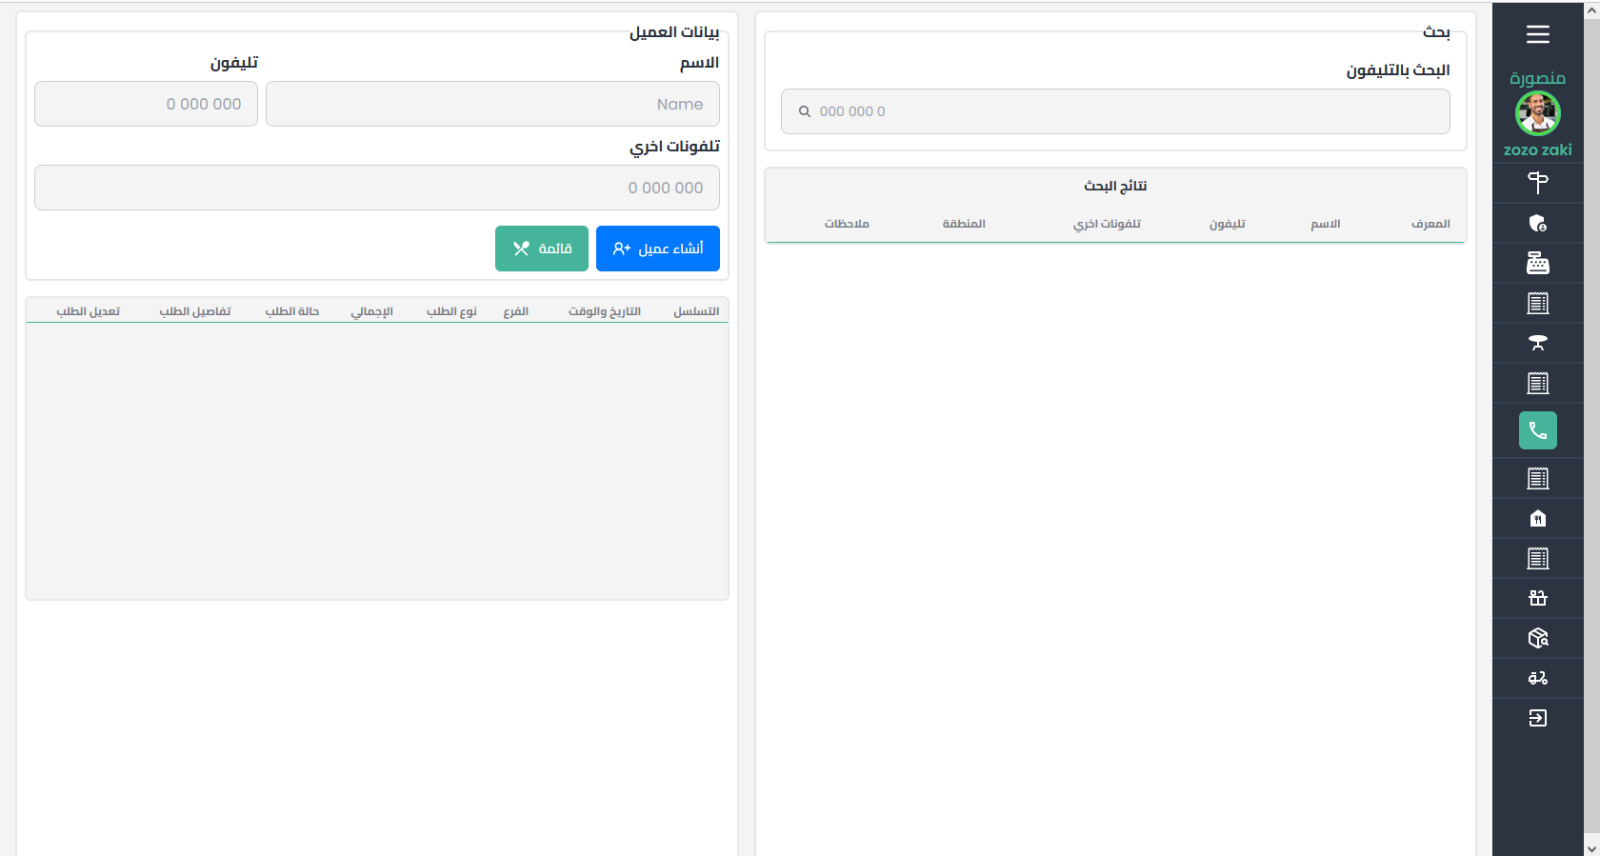 منصورة
zozo zaki
بحث
البحث بالتليفون
000 000 0
نتائج البحث
المعرف الاسم تليفون تلفونات اخري المنطقة ملاحظات
بيانات العميل
الاسم تليفون
Name 0 000 000
تلفونات اخري
0 000 000
أنشاء عميل قائمة
التسلسل التاريخ والوقت الفرع نوع الطلب الإجمالي حالة الطلب تفاصيل الطلب تعديل الطلب